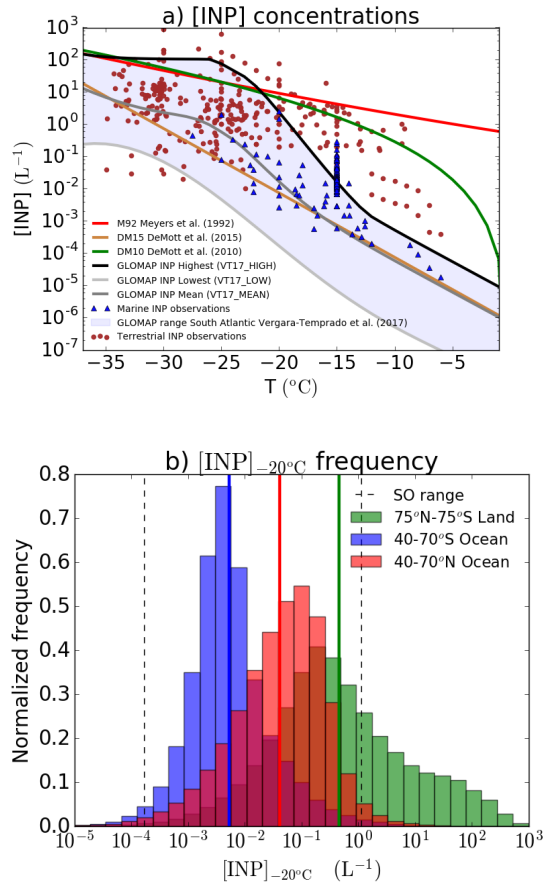 a) [INP] concentrations
10³
10²
10¹
10⁰
10⁻¹
10⁻²
10⁻³
10⁻⁴
10⁻⁵
10⁻⁶
10⁻⁷
[INP] (L⁻¹)
M92 Meyers et al. (1992)
DM15 DeMott et al. (2015)
DM10 DeMott et al. (2010)
GLOMAP INP Highest (VT17_HIGH)
GLOMAP INP Lowest (VT17_LOW)
GLOMAP INP Mean (VT17_MEAN)
Marine INP observations
GLOMAP range South Atlantic Vergara-Temprado et al. (2017)
Terrestrial INP observations
−35 −30 −25 −20 −15 −10 −5
T (°C)
b) [INP]₋₂₀°C frequency
0.8
0.7
0.6
0.5
0.4
0.3
0.2
0.1
0.0
Normalized frequency
SO range
75°N-75°S Land
40-70°S Ocean
40-70°N Ocean
10⁻⁵ 10⁻⁴ 10⁻³ 10⁻² 10⁻¹ 10⁰ 10¹ 10² 10³
[INP]₋₂₀°C (L⁻¹)